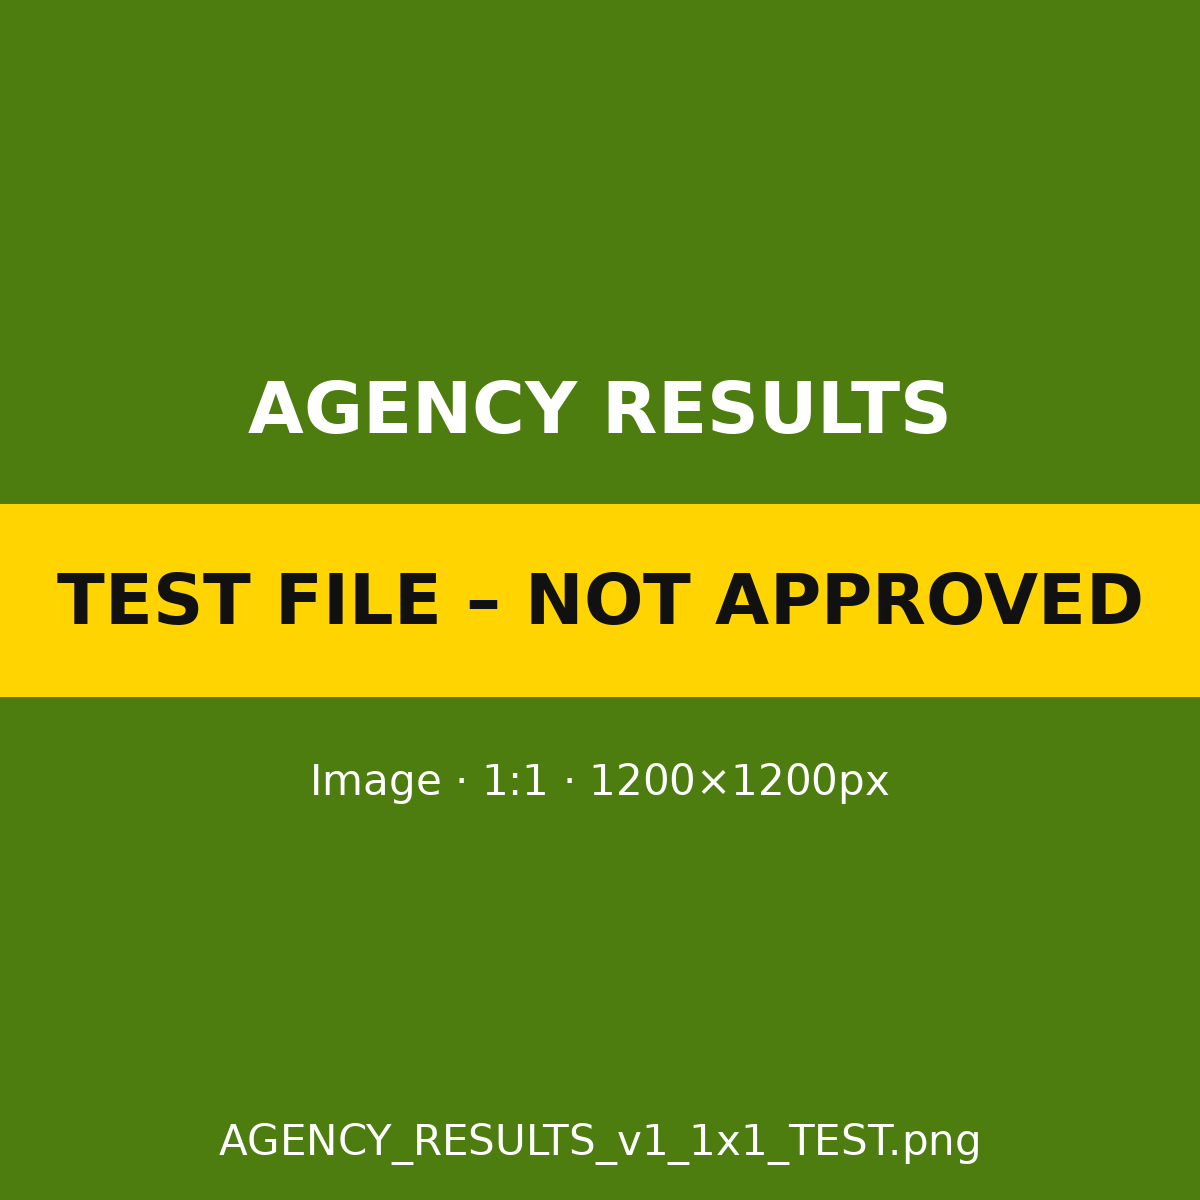 AGENCY RESULTS
TEST FILE – NOT APPROVED
Image · 1:1 · 1200×1200px
AGENCY_RESULTS_v1_1x1_TEST.png